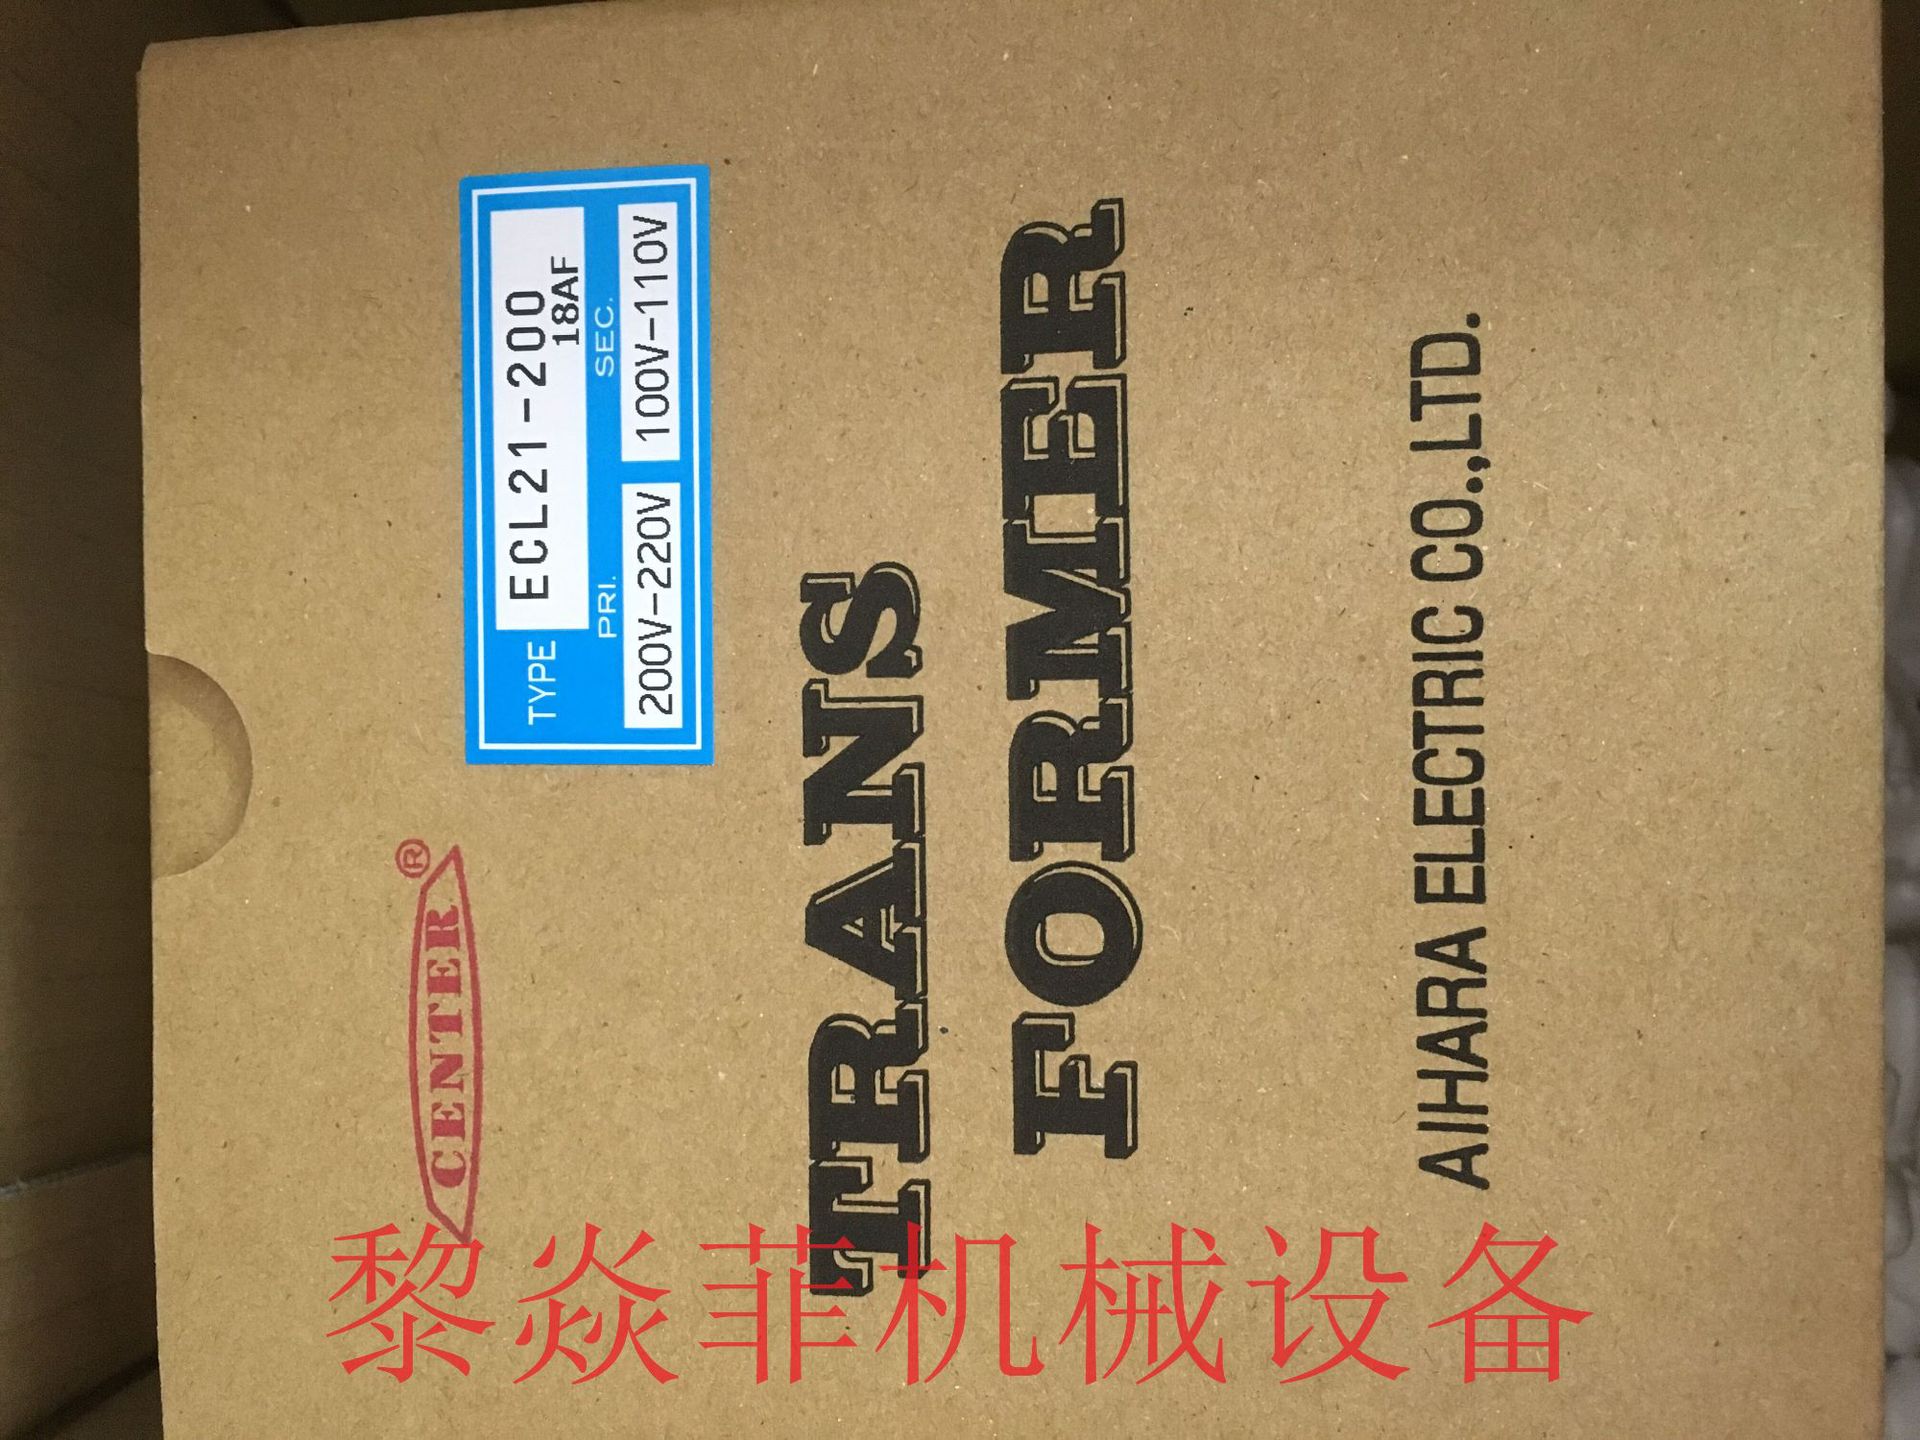 CENTER®
TYPE ECL21-200
18AF
PRI. SEC.
200V-220V 100V-110V
TRANS
FORMER
AIHARA ELECTRIC CO.,LTD.
黎焱菲机械设备